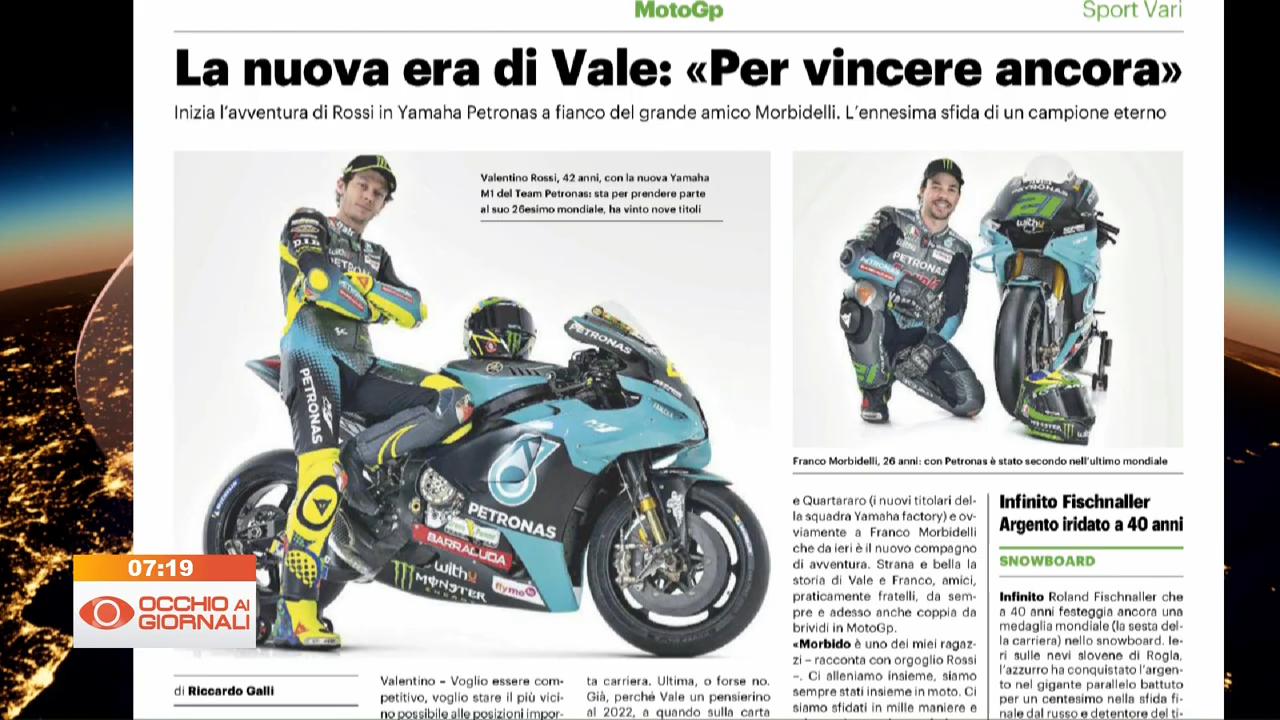 MotoGp
Sport Vari
La nuova era di Vale: «Per vincere ancora»
Inizia l'avventura di Rossi in Yamaha Petronas a fianco del grande amico Morbidelli. L'ennesima sfida di un campione eterno
Valentino Rossi, 42 anni, con la nuova Yamaha
M1 del Team Petronas: sta per prendere parte
al suo 26esimo mondiale, ha vinto nove titoli
D.I.D
PETRONAS
PETRONAS
PETRONAS
PETRONAS
BARRACUDA
withU
MONSTER
ENERGY
PETRONAS
21
withU
PETRONAS
Franco Morbidelli, 26 anni: con Petronas è stato secondo nell'ultimo mondiale
di Riccardo Galli
Valentino – Voglio essere com-
petitivo, voglio stare il più vici-
no possibile alle posizioni impor-
ta carriera. Ultima, o forse no.
Già, perché Vale un pensierino
al 2022, a quando sulla carta
e Quartararo (i nuovi titolari del-
la squadra Yamaha factory) e ov-
viamente a Franco Morbidelli
che da ieri è il nuovo compagno
di avventura. Strana e bella la
storia di Vale e Franco, amici,
praticamente fratelli, da sem-
pre e adesso anche coppia da
brividi in MotoGp.
«Morbido è uno dei miei ragaz-
zi – racconta con orgoglio Rossi
–. Ci alleniamo insieme, siamo
sempre stati insieme in moto. Ci
siamo sfidati in mille maniere e
Infinito Fischnaller
Argento iridato a 40 anni
SNOWBOARD
Infinito Roland Fischnaller che
a 40 anni festeggia ancora una
medaglia mondiale (la sesta del-
la carriera) nello snowboard. Ie-
ri sulle nevi slovene di Rogla,
l'azzurro ha conquistato l'argen-
to nel gigante parallelo battuto
per un centesimo nella sfida fi-
nale dal russo e detentore del ti-
07:19
OCCHIO AI
GIORNALI